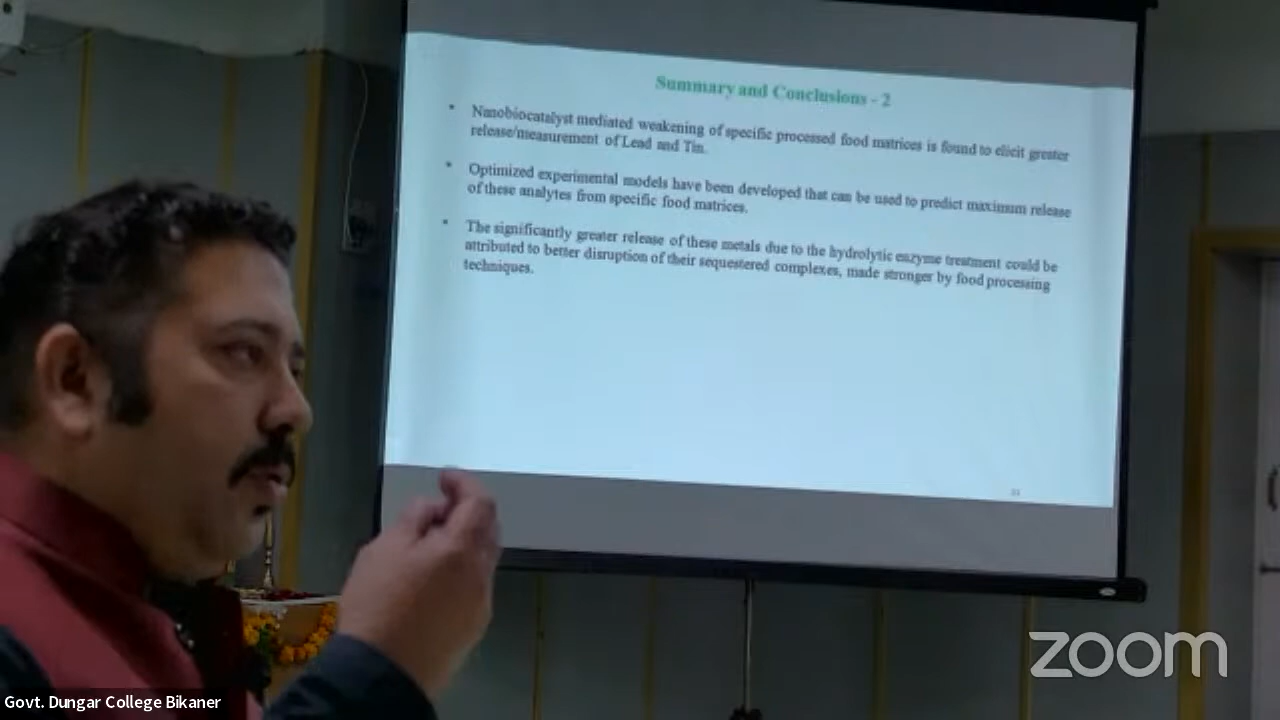 Summary and Conclusions - 2
• Nanobiocatalyst mediated weakening of specific processed food matrices is found to elicit greater
release/measurement of Lead and Tin.
• Optimized experimental models have been developed that can be used to predict maximum release
of these analytes from specific food matrices.
• The significantly greater release of these metals due to the hydrolytic enzyme treatment could be
attributed to better disruption of their sequestered complexes, made stronger by food processing
techniques.
zoom
Govt. Dungar College Bikaner